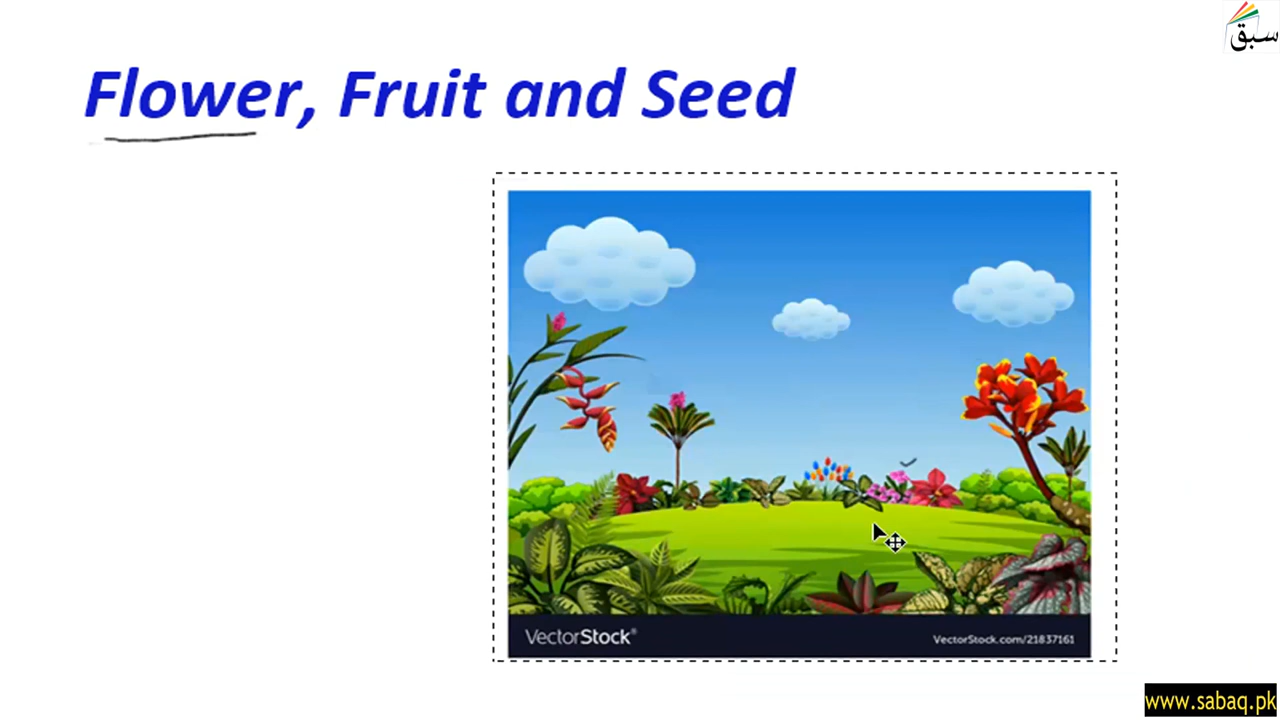 سبق
Flower, Fruit and Seed
VectorStock®
VectorStock.com/21837161
www.sabaq.pk